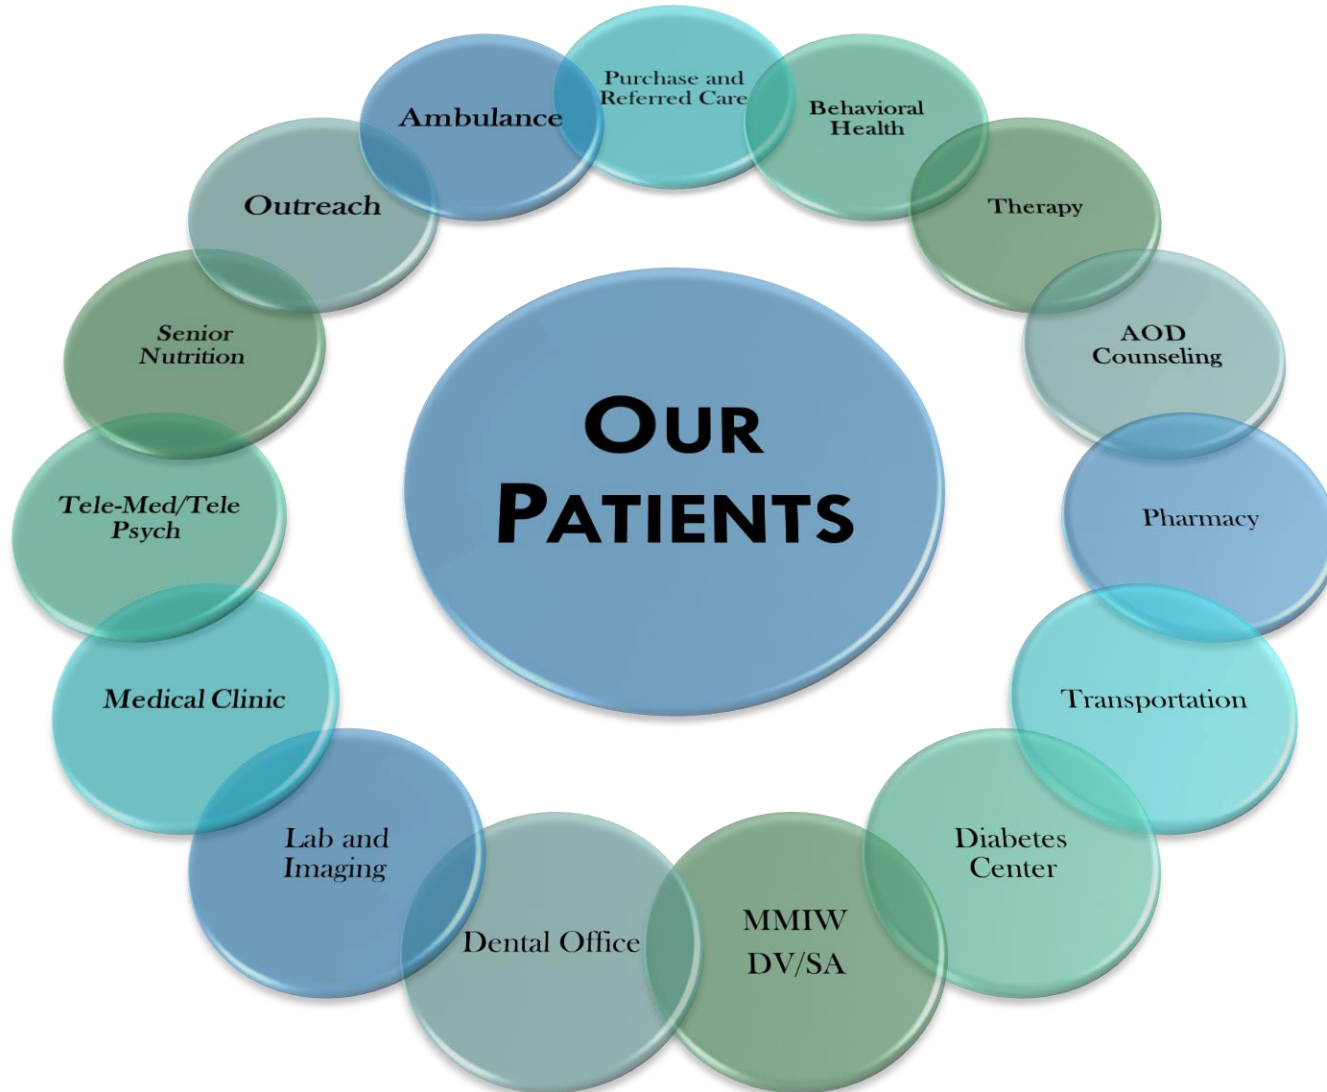 Purchase and
Referred Care
Behavioral
Health
Therapy
AOD
Counseling
Pharmacy
Transportation
Diabetes
Center
MMIW
DV/SA
Dental Office
Lab and
Imaging
Medical Clinic
Tele-Med/Tele
Psych
Senior
Nutrition
Outreach
Ambulance
OUR
PATIENTS